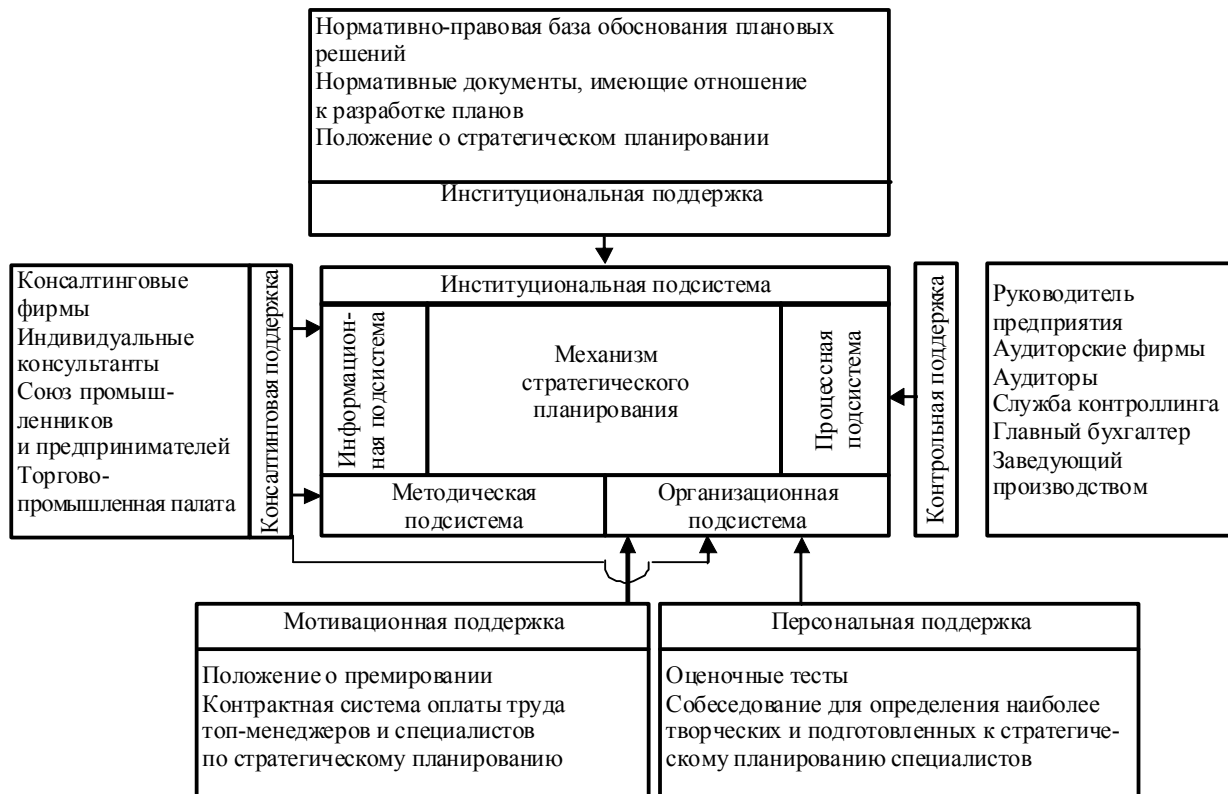 Нормативно-правовая база обоснования плановых
решений
Нормативные документы, имеющие отношение
к разработке планов
Положение о стратегическом планировании
Институциональная поддержка
Консалтинговые
фирмы
Индивидуальные
консультанты
Союз промыш-
ленников
и предпринимателей
Торгово-
промышленная палата
Консалтинговая поддержка
Институциональная подсистема
Информацион-
ная подсистема
Механизм
стратегического
планирования
Процессная
подсистема
Методическая
подсистема
Организационная
подсистема
Контрольная поддержка
Руководитель
предприятия
Аудиторские фирмы
Аудиторы
Служба контроллинга
Главный бухгалтер
Заведующий
производством
Мотивационная поддержка
Положение о премировании
Контрактная система оплаты труда
топ-менеджеров и специалистов
по стратегическому планированию
Персональная поддержка
Оценочные тесты
Собеседование для определения наиболее
творческих и подготовленных к стратегиче-
скому планированию специалистов